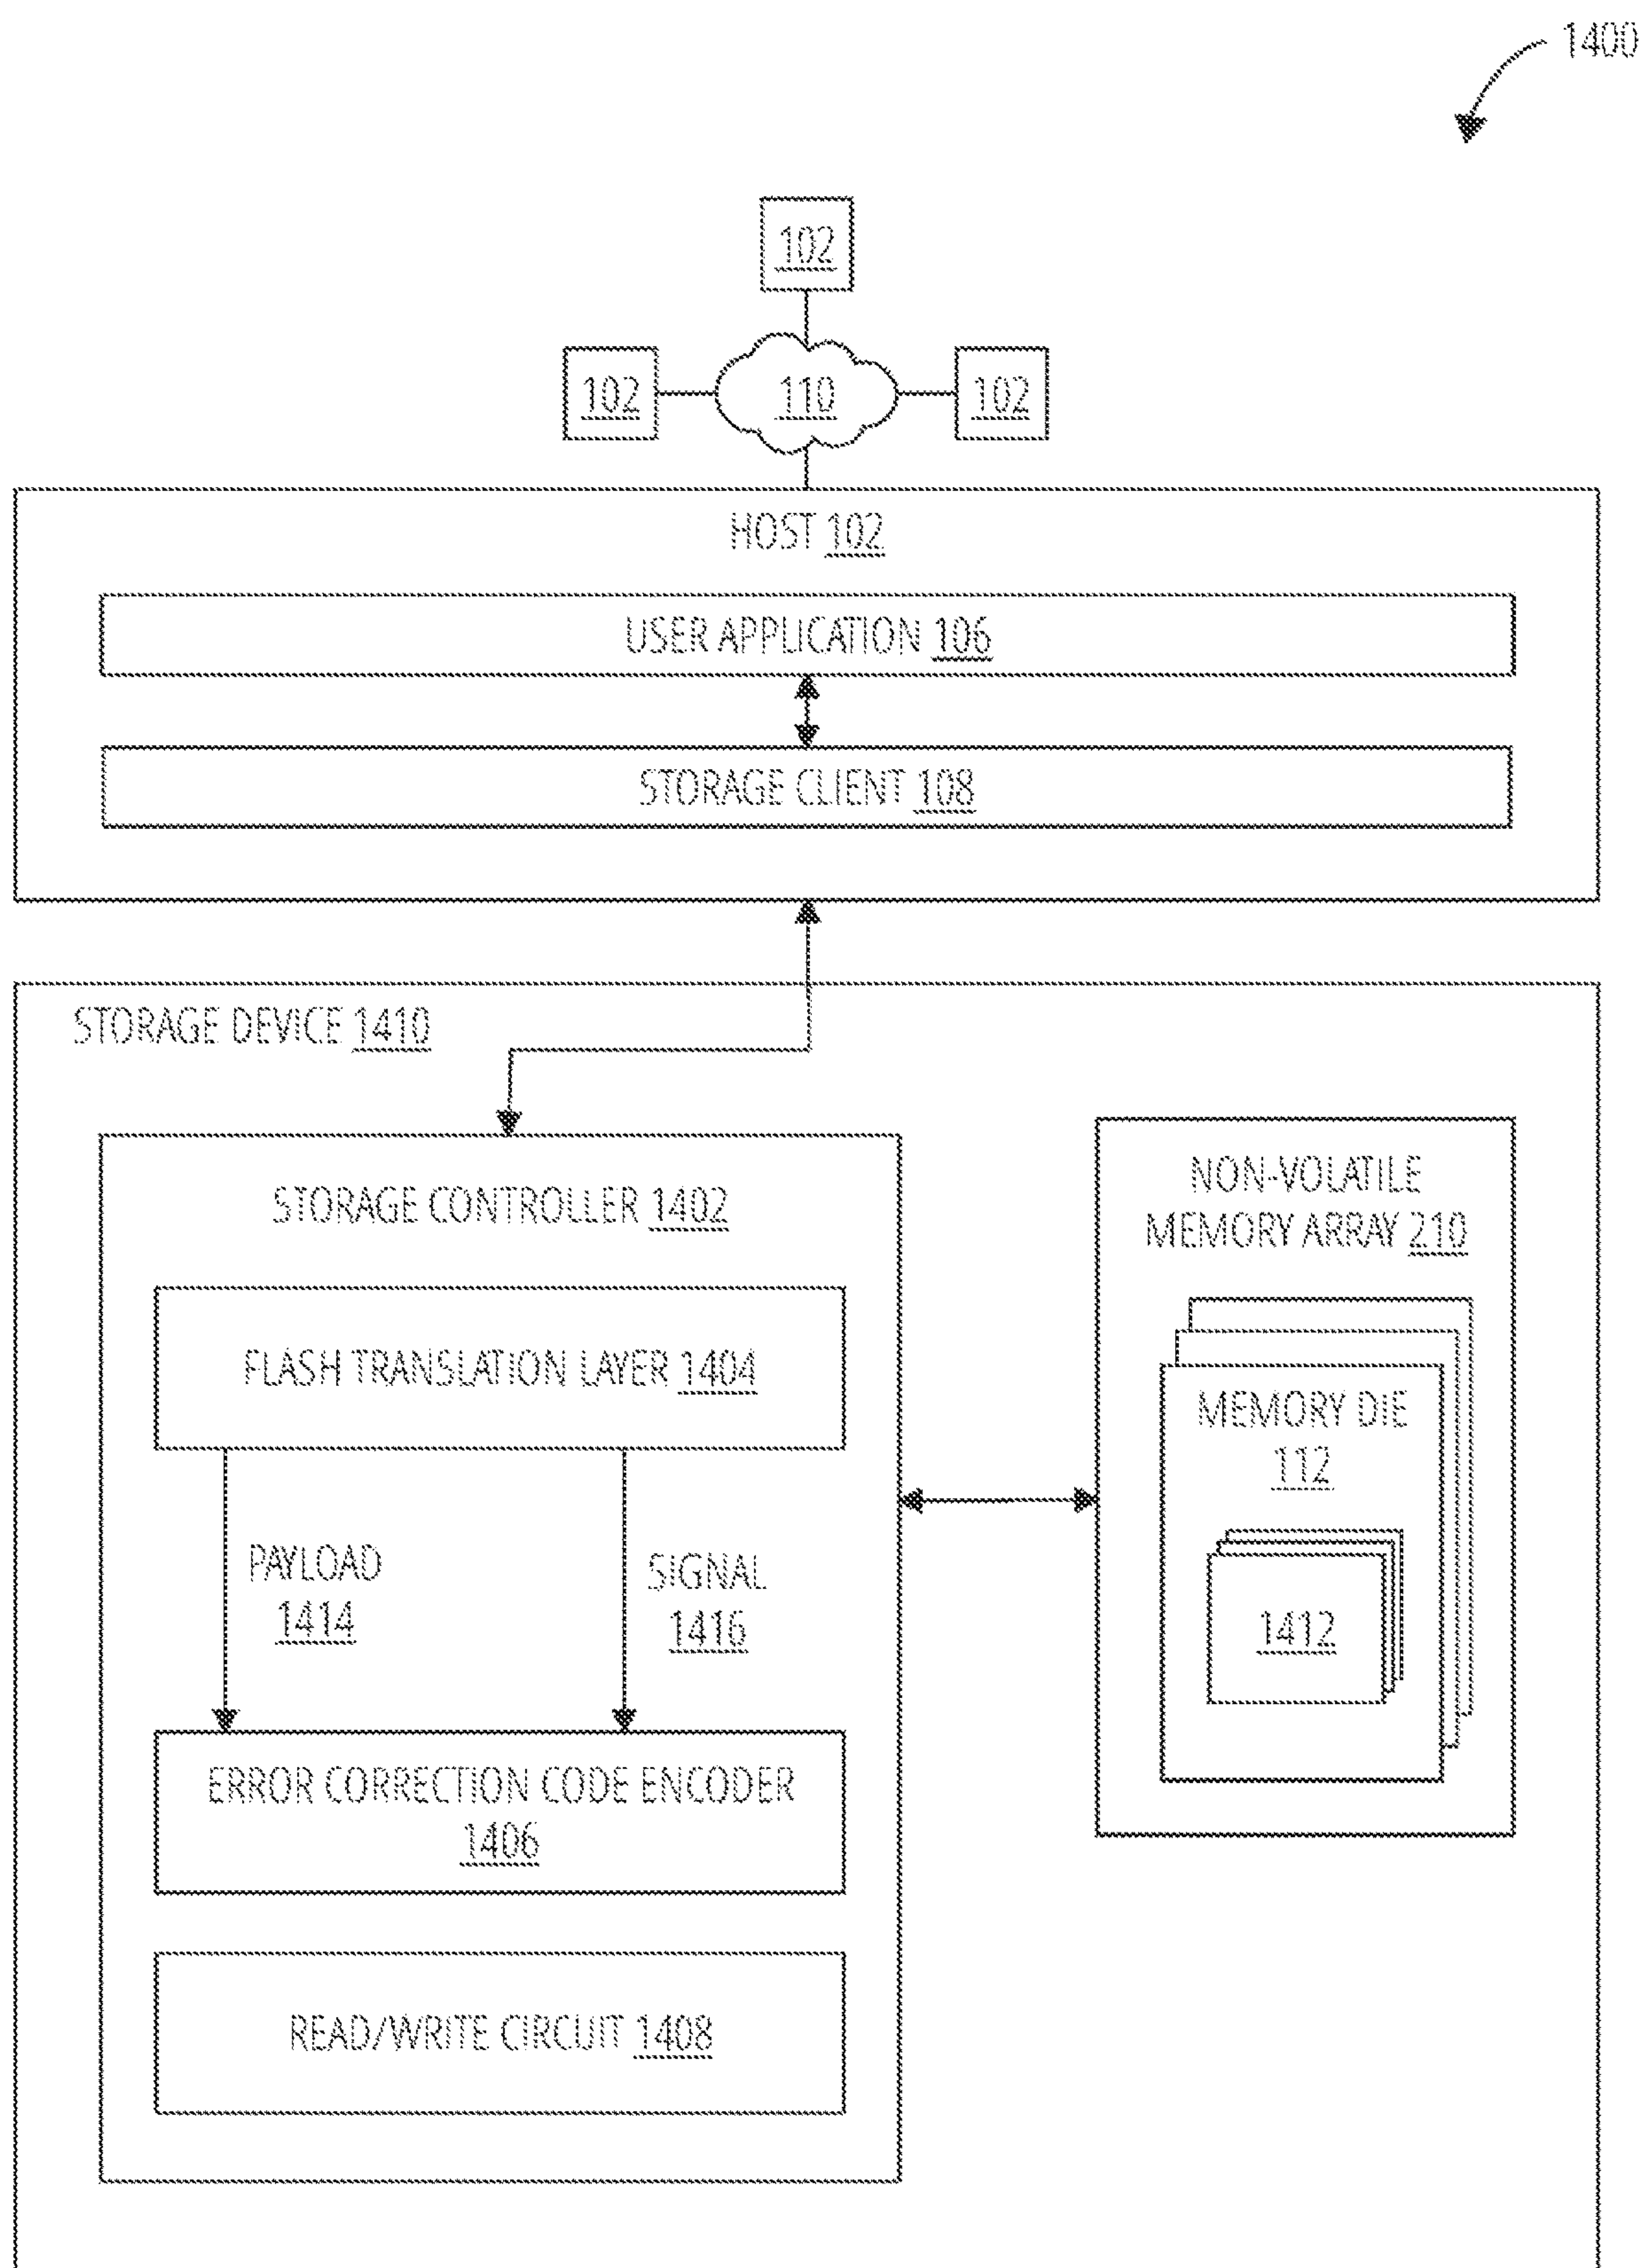 1400
102
102
110
102
HOST 102
USER APPLICATION 106
STORAGE CLIENT 108
STORAGE DEVICE 1410
STORAGE CONTROLLER 1402
FLASH TRANSLATION LAYER 1404
PAYLOAD
1414
SIGNAL
1416
ERROR CORRECTION CODE ENCODER
1406
READ/WRITE CIRCUIT 1408
NON-VOLATILE
MEMORY ARRAY 210
MEMORY DIE
112
1412